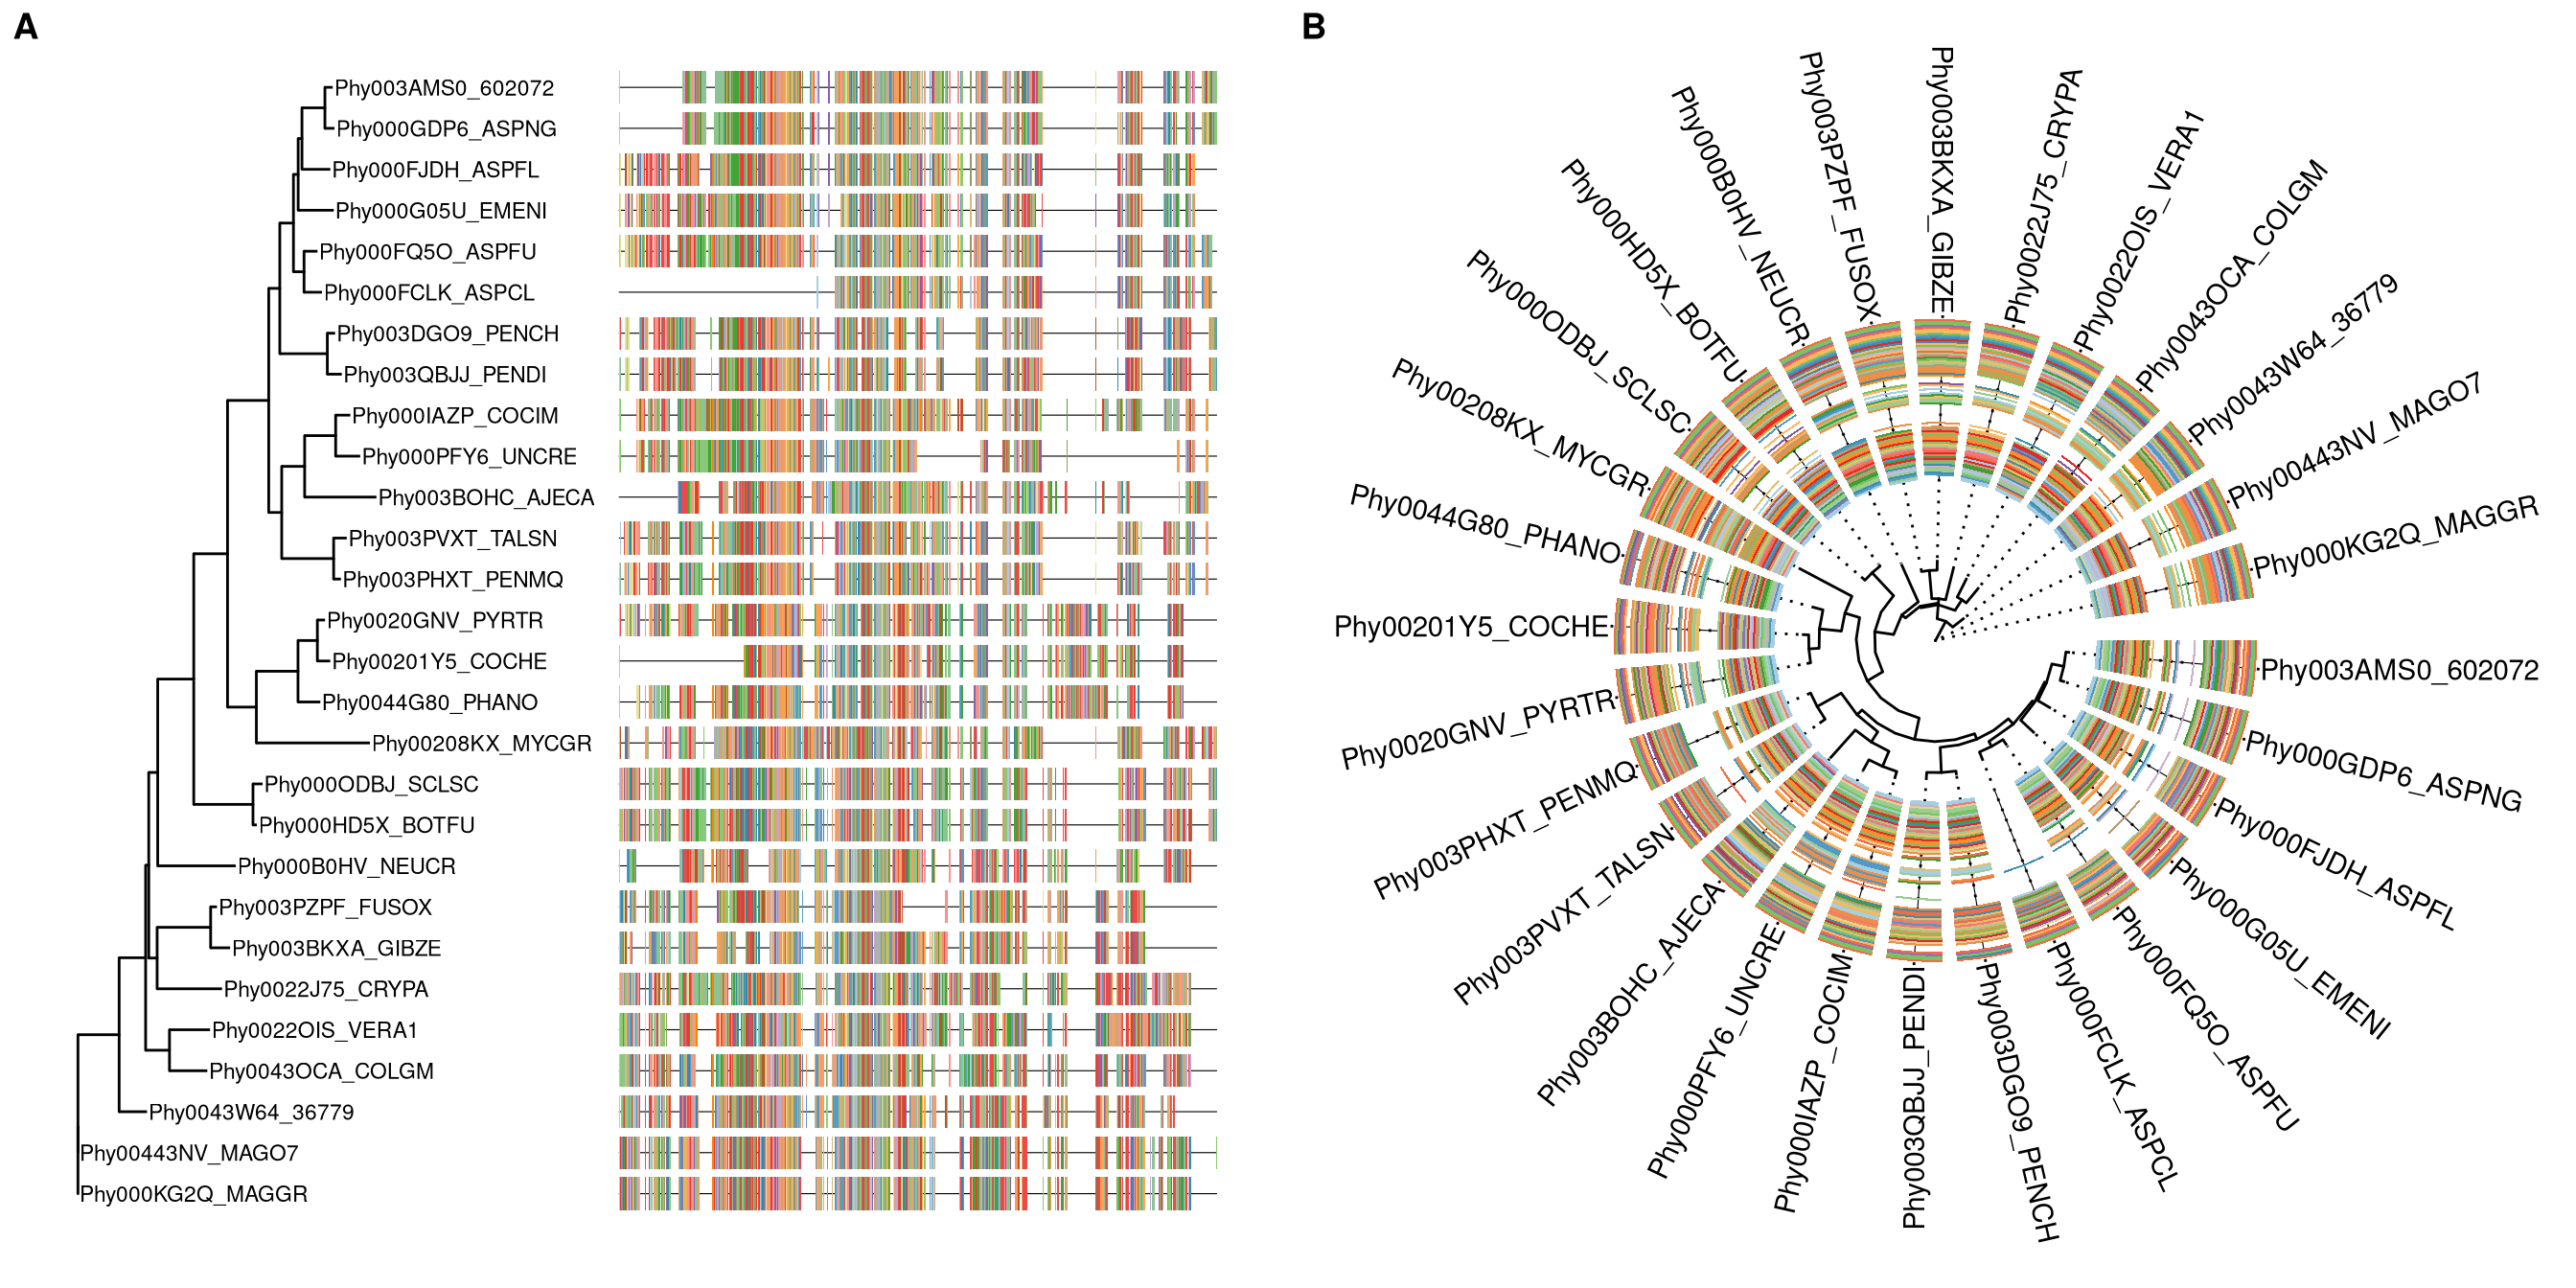 A
Phy003AMS0_602072
Phy000GDP6_ASPNG
Phy000FJDH_ASPFL
Phy000G05U_EMENI
Phy000FQ5O_ASPFU
Phy000FCLK_ASPCL
Phy003DGO9_PENCH
Phy003QBJJ_PENDI
Phy000IAZP_COCIM
Phy000PFY6_UNCRE
Phy003BOHC_AJECA
Phy003PVXT_TALSN
Phy003PHXT_PENMQ
Phy0020GNV_PYRTR
Phy00201Y5_COCHE
Phy0044G80_PHANO
Phy00208KX_MYCGR
Phy000ODBJ_SCLSC
Phy000HD5X_BOTFU
Phy000B0HV_NEUCR
Phy003PZPF_FUSOX
Phy003BKXA_GIBZE
Phy0022J75_CRYPA
Phy0022OIS_VERA1
Phy0043OCA_COLGM
Phy0043W64_36779
Phy00443NV_MAGO7
Phy000KG2Q_MAGGR
B
Phy003AMS0_602072
Phy000GDP6_ASPNG
Phy000FJDH_ASPFL
Phy000G05U_EMENI
Phy000FQ5O_ASPFU
Phy000FCLK_ASPCL
Phy003DGO9_PENCH
Phy003QBJJ_PENDI
Phy000IAZP_COCIM
Phy000PFY6_UNCRE
Phy003BOHC_AJECA
Phy003PVXT_TALSN
Phy003PHXT_PENMQ
Phy0020GNV_PYRTR
Phy00201Y5_COCHE
Phy0044G80_PHANO
Phy00208KX_MYCGR
Phy000ODBJ_SCLSC
Phy000HD5X_BOTFU
Phy000B0HV_NEUCR
Phy003PZPF_FUSOX
Phy003BKXA_GIBZE
Phy0022J75_CRYPA
Phy0022OIS_VERA1
Phy0043OCA_COLGM
Phy0043W64_36779
Phy00443NV_MAGO7
Phy000KG2Q_MAGGR